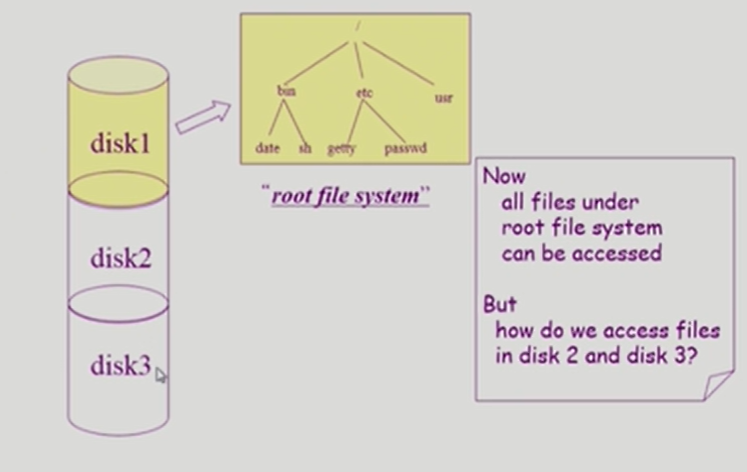 /
bin etc usr
date sh getty passwd
disk1
"root file system"
disk2
disk3
Now
all files under
root file system
can be accessed
But
how do we access files
in disk 2 and disk 3?